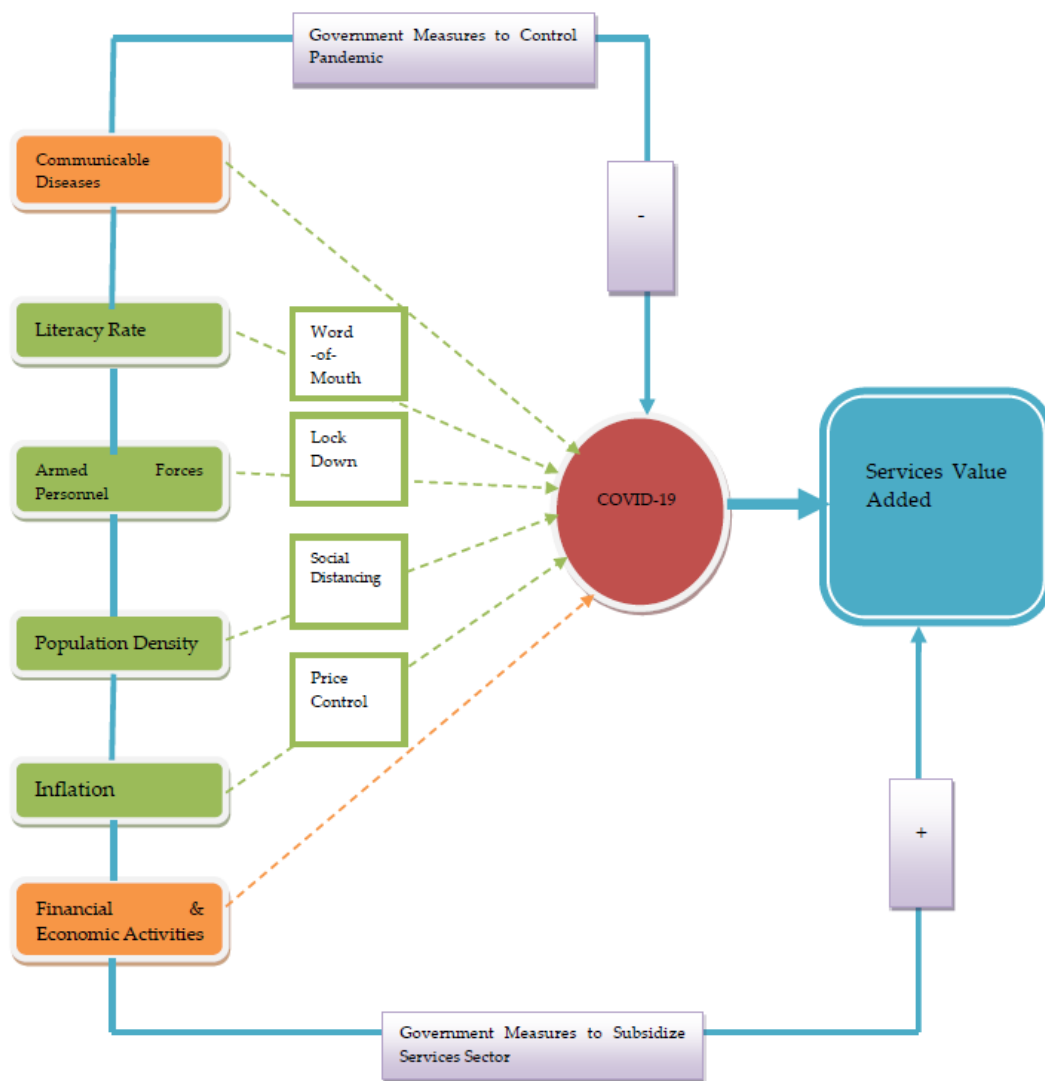 Government Measures to Control
Pandemic
Communicable
Diseases
-
Literacy Rate
Word
-of-
Mouth
Armed Forces
Personnel
Lock
Down
COVID-19
Services Value
Added
Social
Distancing
Population Density
Price
Control
Inflation
+
Financial &
Economic Activities
Government Measures to Subsidize
Services Sector